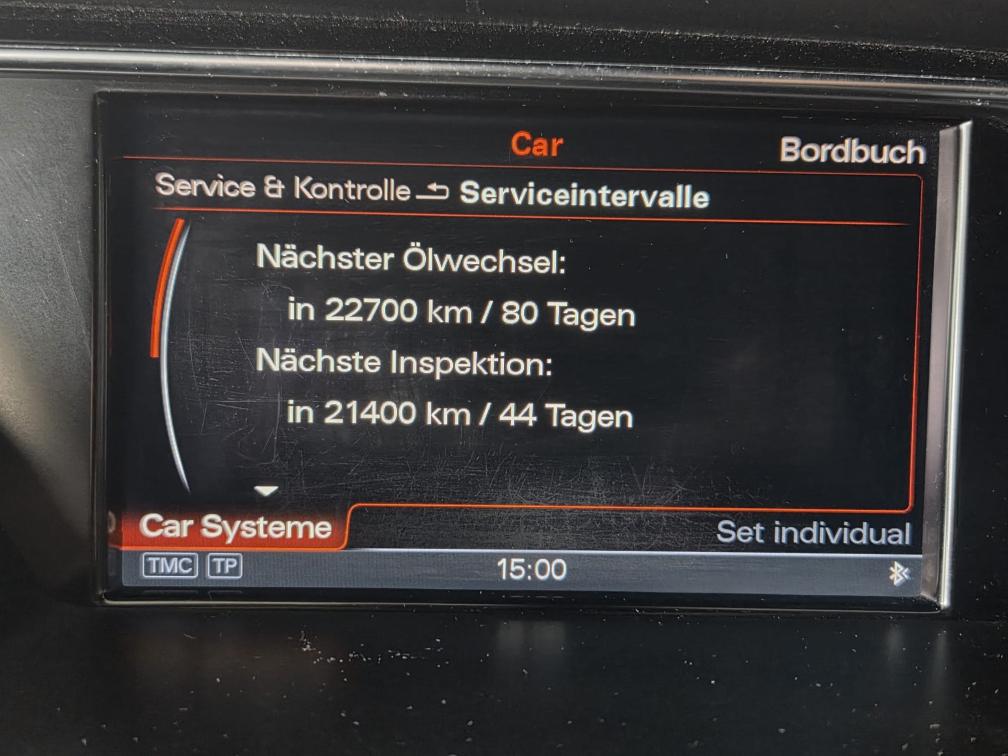 Car
Bordbuch
Service & Kontrolle Serviceintervalle
Nächster Ölwechsel:
in 22700 km / 80 Tagen
Nächste Inspektion:
in 21400 km / 44 Tagen
Car Systeme
Set individual
TMC TP
15:00